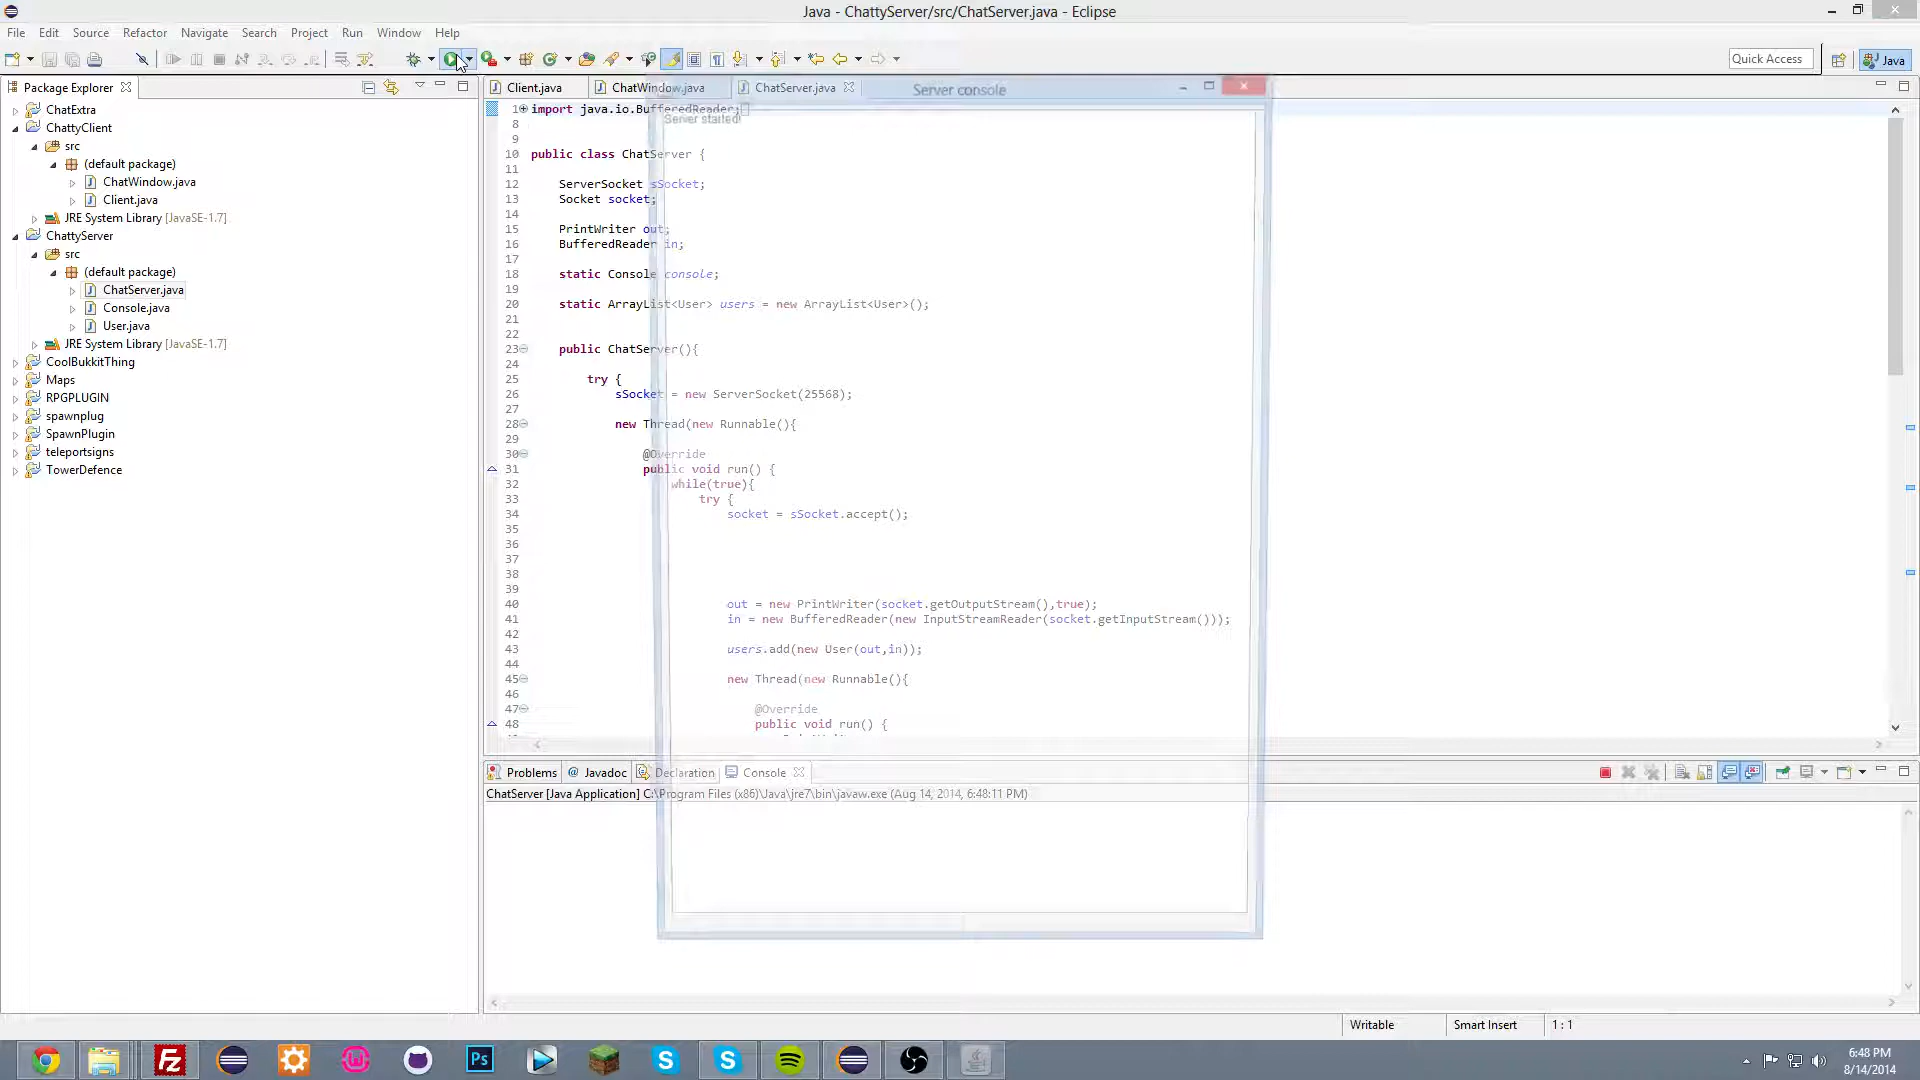 Java - ChattyServer/src/ChatServer.java - Eclipse
File Edit Source Refactor Navigate Search Project Run Window Help
Quick Access
Java
Package Explorer
ChatExtra
ChattyClient
src
(default package)
ChatWindow.java
Client.java
JRE System Library [JavaSE-1.7]
ChattyServer
src
(default package)
ChatServer.java
Console.java
User.java
JRE System Library [JavaSE-1.7]
CoolBukkitThing
Maps
RPGPLUGIN
spawnplug
SpawnPlugin
teleportsigns
TowerDefence
Client.java ChatWindow.java ChatServer.java
Server console
Server started!
1 import java.io.BufferedReader;
8
9
10 public class ChatServer {
11
12 ServerSocket sSocket;
13 Socket socket;
14
15 PrintWriter out;
16 BufferedReader in;
17
18 static Console console;
19
20 static ArrayList<User> users = new ArrayList<User>();
21
22
23 public ChatServer(){
24
25 try {
26 sSocket = new ServerSocket(25568);
27
28 new Thread(new Runnable(){
29
30 @Override
31 public void run() {
32 while(true){
33 try {
34 socket = sSocket.accept();
35
36
37
38
39
40 out = new PrintWriter(socket.getOutputStream(),true);
41 in = new BufferedReader(new InputStreamReader(socket.getInputStream()));
42
43 users.add(new User(out,in));
44
45 new Thread(new Runnable(){
46
47 @Override
48 public void run() {
Problems @ Javadoc Declaration Console
ChatServer [Java Application] C:\Program Files (x86)\Java\jre7\bin\javaw.exe (Aug 14, 2014, 6:48:11 PM)
Writable Smart Insert 1 : 1
Fz
Ps
6:48 PM
8/14/2014